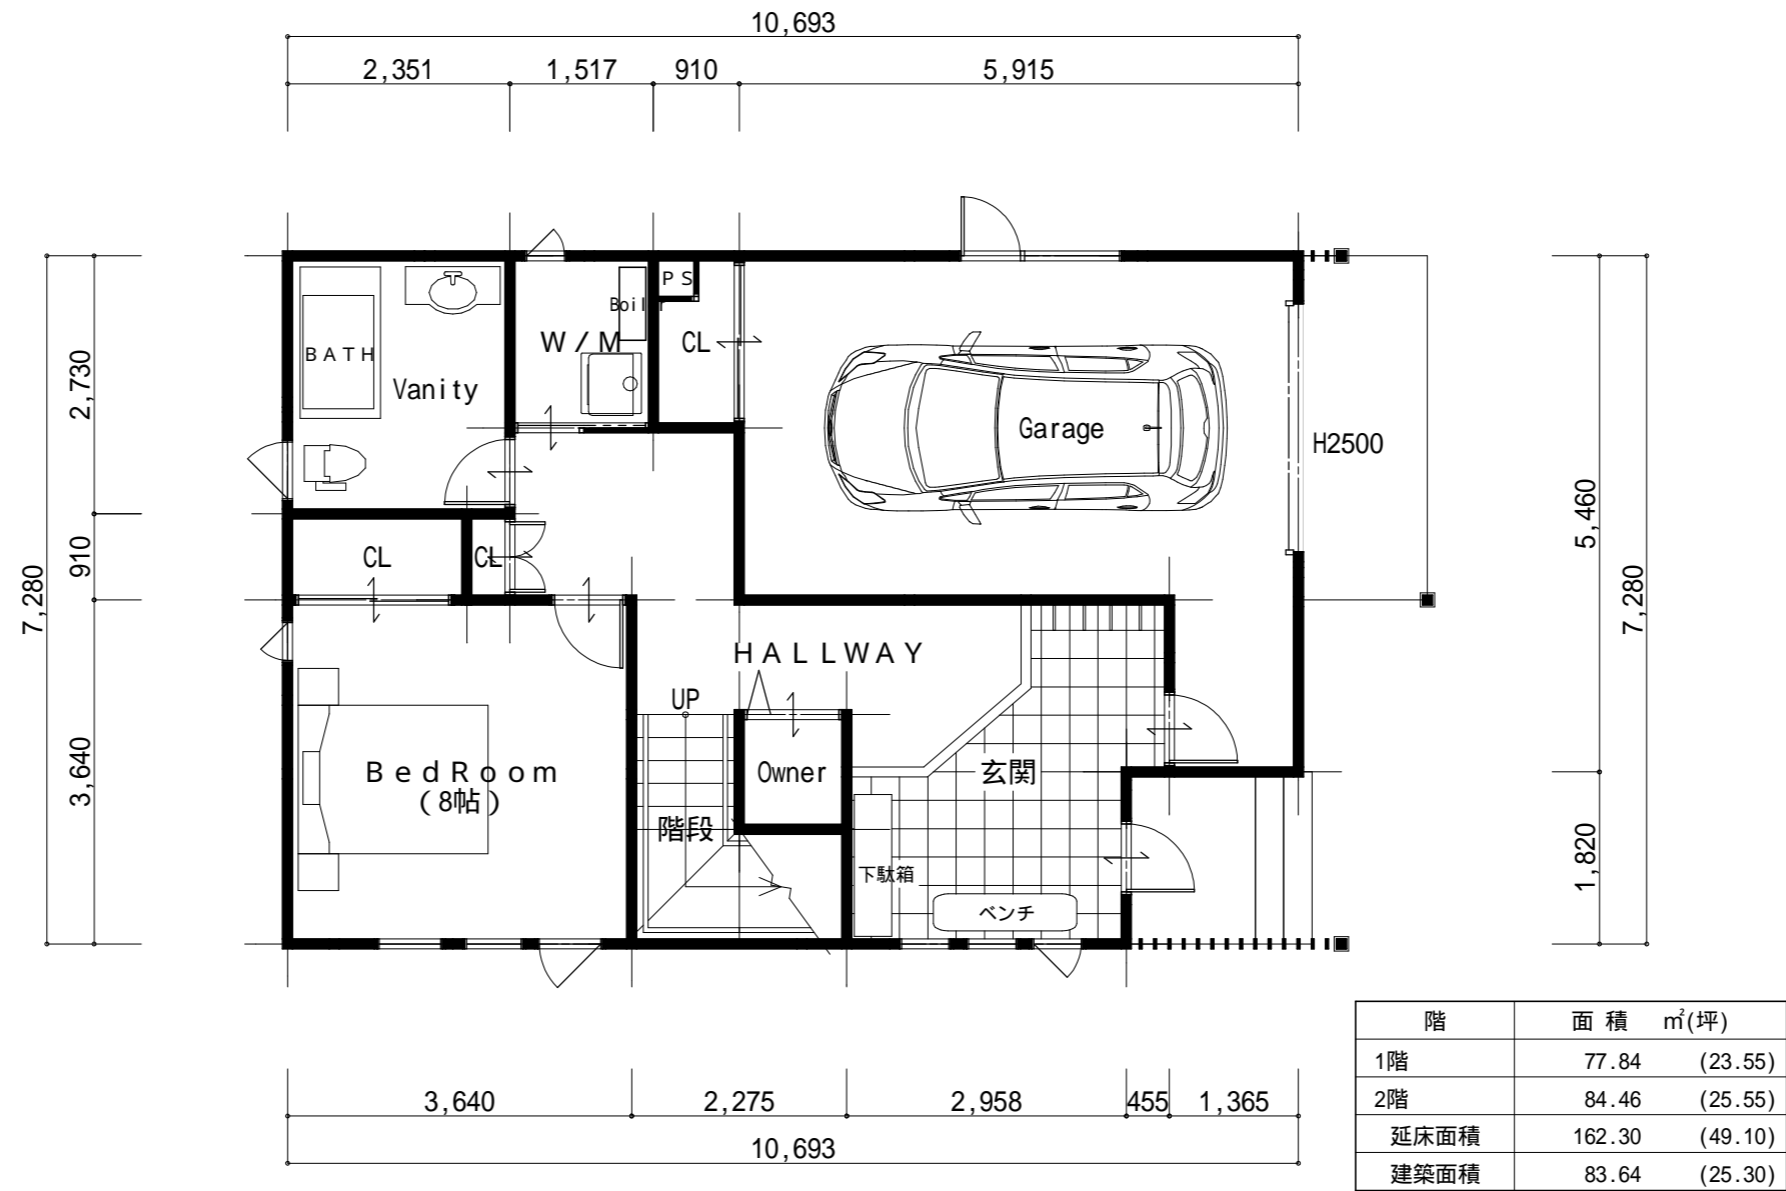 10,693
2,351 1,517 910 5,915
PS
Boiler
W/M
CL
BATH
Vanity
Garage
H2500
2,730
910
7,280
3,640
5,460
7,280
1,820
CL
CL
HALLWAY
UP
BedRoom
(8帖)
Owner
玄関
階段
下駄箱
ベンチ
3,640 2,275 2,958 455 1,365
10,693
階 面積 ㎡(坪)
1階 77.84 (23.55)
2階 84.46 (25.55)
延床面積 162.30 (49.10)
建築面積 83.64 (25.30)